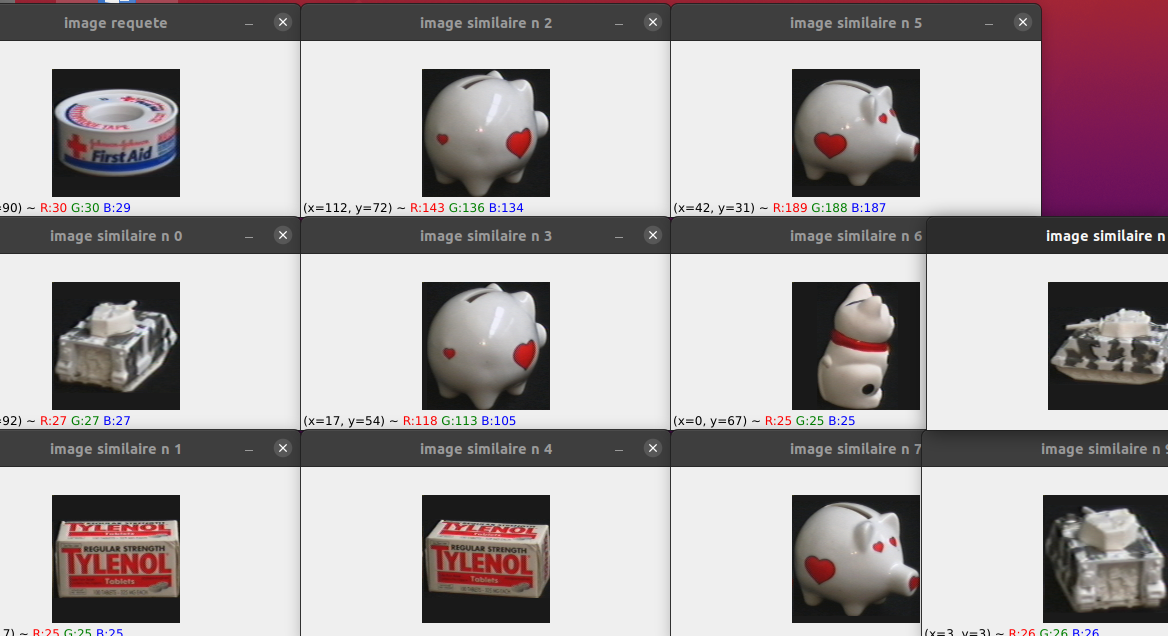 image requete
image similaire n 2
image similaire n 5
First Aid
=90) ~ R:30 G:30 B:29
(x=112, y=72) ~ R:143 G:136 B:134
(x=42, y=31) ~ R:189 G:188 B:187
image similaire n 0
image similaire n 3
image similaire n 6
image similaire n
=92) ~ R:27 G:27 B:27
(x=17, y=54) ~ R:118 G:113 B:105
(x=0, y=67) ~ R:25 G:25 B:25
image similaire n 1
image similaire n 4
image similaire n 7
image similaire n 9
TYLENOL
REGULAR STRENGTH
TYLENOL
Tablets
TYLENOL
REGULAR STRENGTH
TYLENOL
Tablets
7) ~ R:25 G:25 B:25
(x=3, y=3) ~ R:26 G:26 B:26